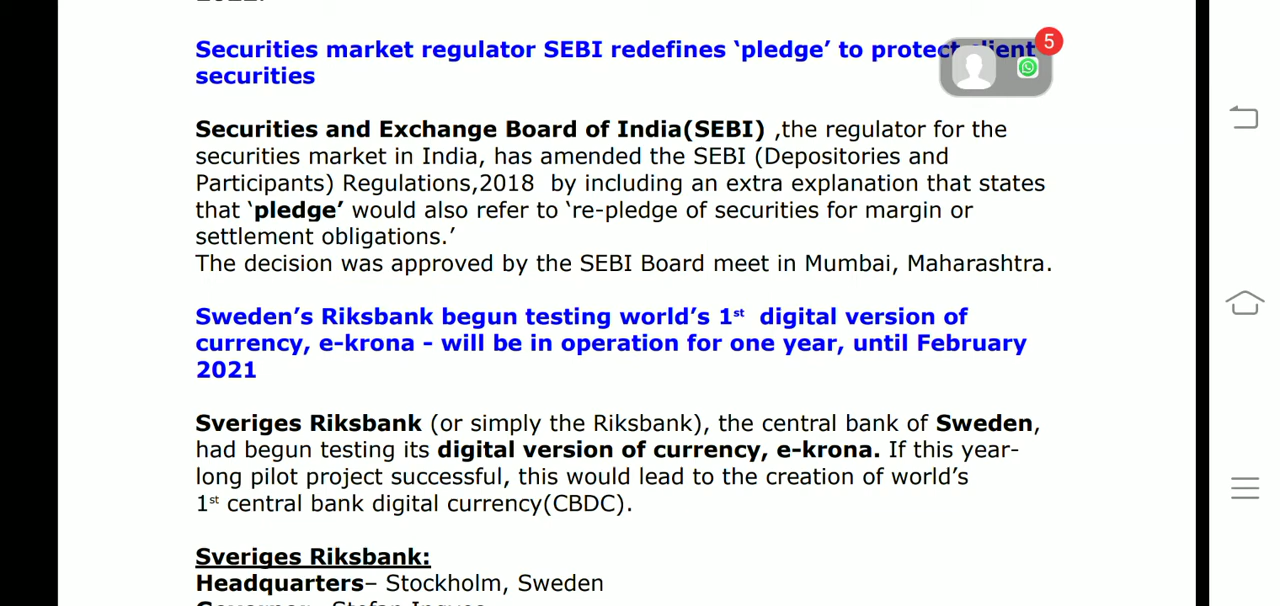 Securities market regulator SEBI redefines ‘pledge’ to protect client
5
securities
Securities and Exchange Board of India(SEBI) ,the regulator for the
securities market in India, has amended the SEBI (Depositories and
Participants) Regulations,2018 by including an extra explanation that states
that ‘pledge’ would also refer to ‘re-pledge of securities for margin or
settlement obligations.’
The decision was approved by the SEBI Board meet in Mumbai, Maharashtra.
Sweden’s Riksbank begun testing world’s 1st digital version of
currency, e-krona - will be in operation for one year, until February
2021
Sveriges Riksbank (or simply the Riksbank), the central bank of Sweden,
had begun testing its digital version of currency, e-krona. If this year-
long pilot project successful, this would lead to the creation of world’s
1st central bank digital currency(CBDC).
Sveriges Riksbank:
Headquarters– Stockholm, Sweden